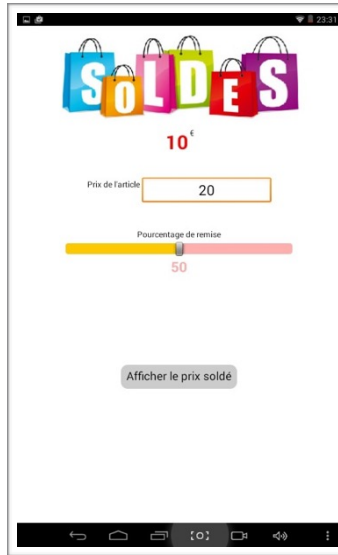 23:31
SOLDES
10 €
Prix de l'article 20
Pourcentage de remise
50
Afficher le prix soldé